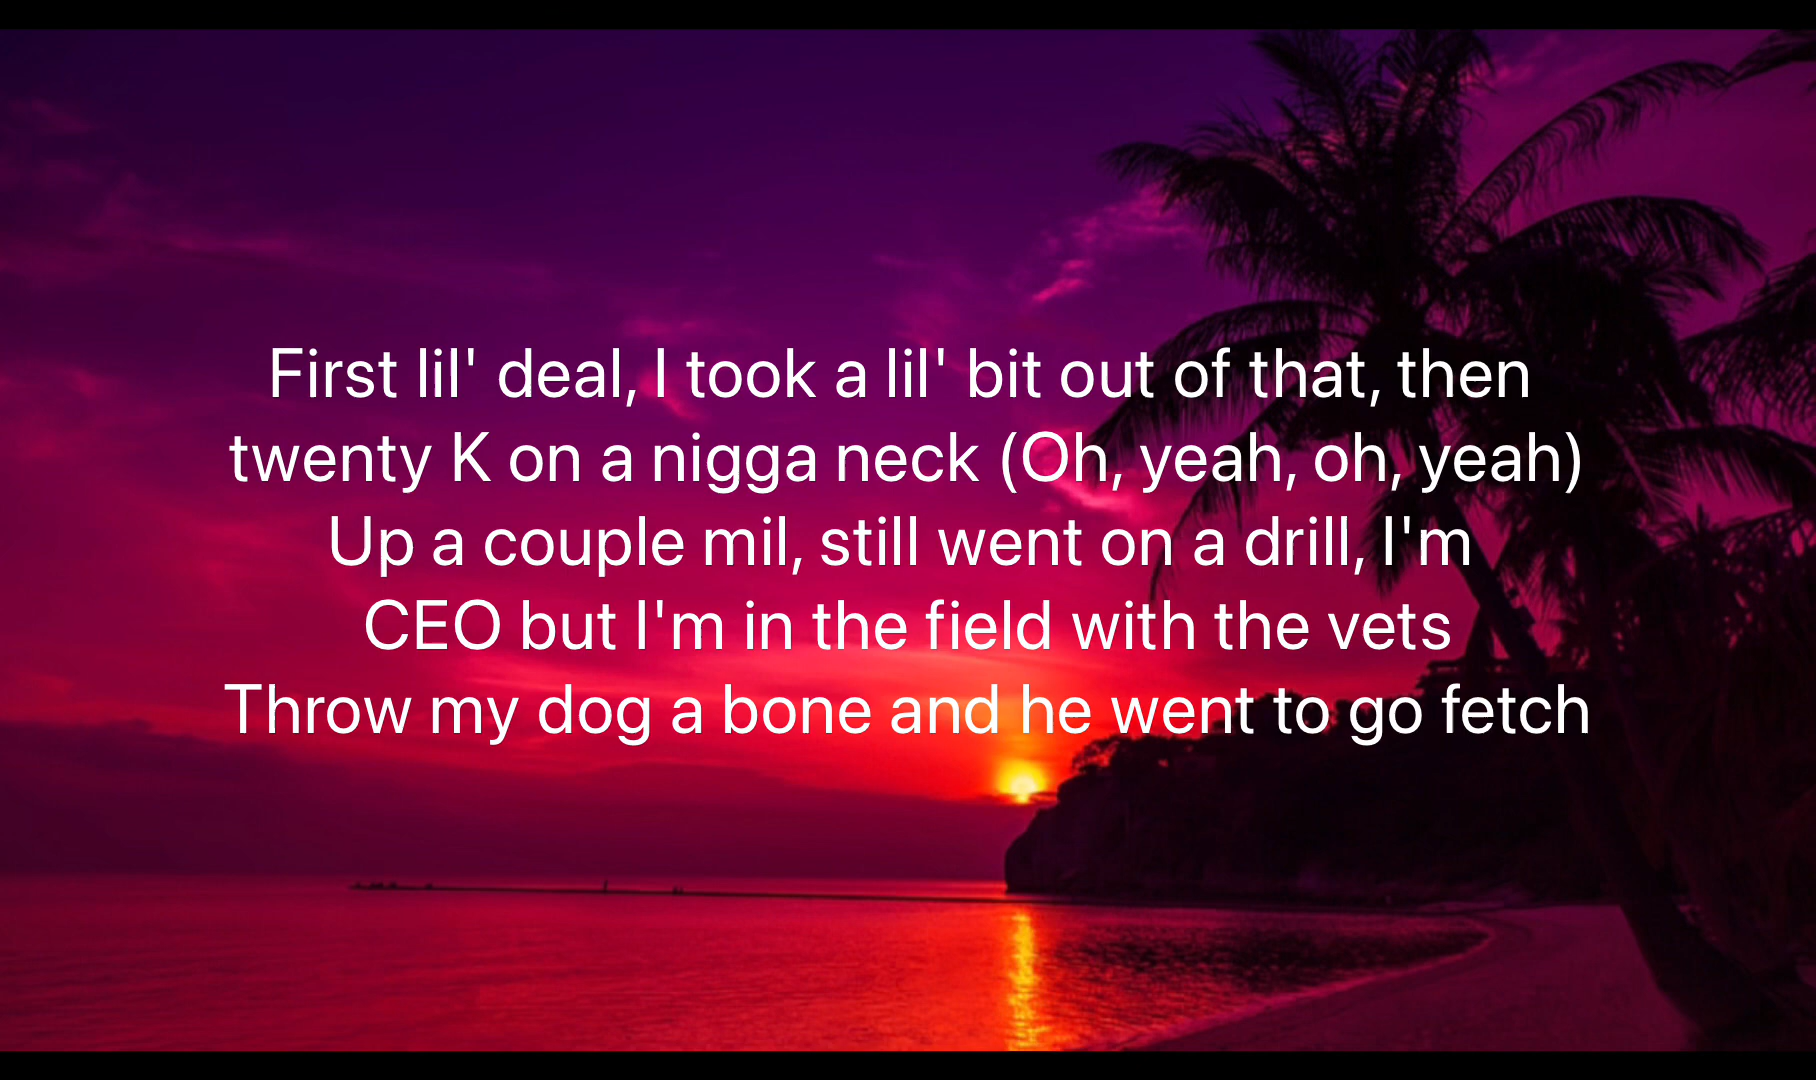 First lil' deal, I took a lil' bit out of that, then
twenty K on a nigga neck (Oh, yeah, oh, yeah)
Up a couple mil, still went on a drill, I'm
CEO but I'm in the field with the vets
Throw my dog a bone and he went to go fetch